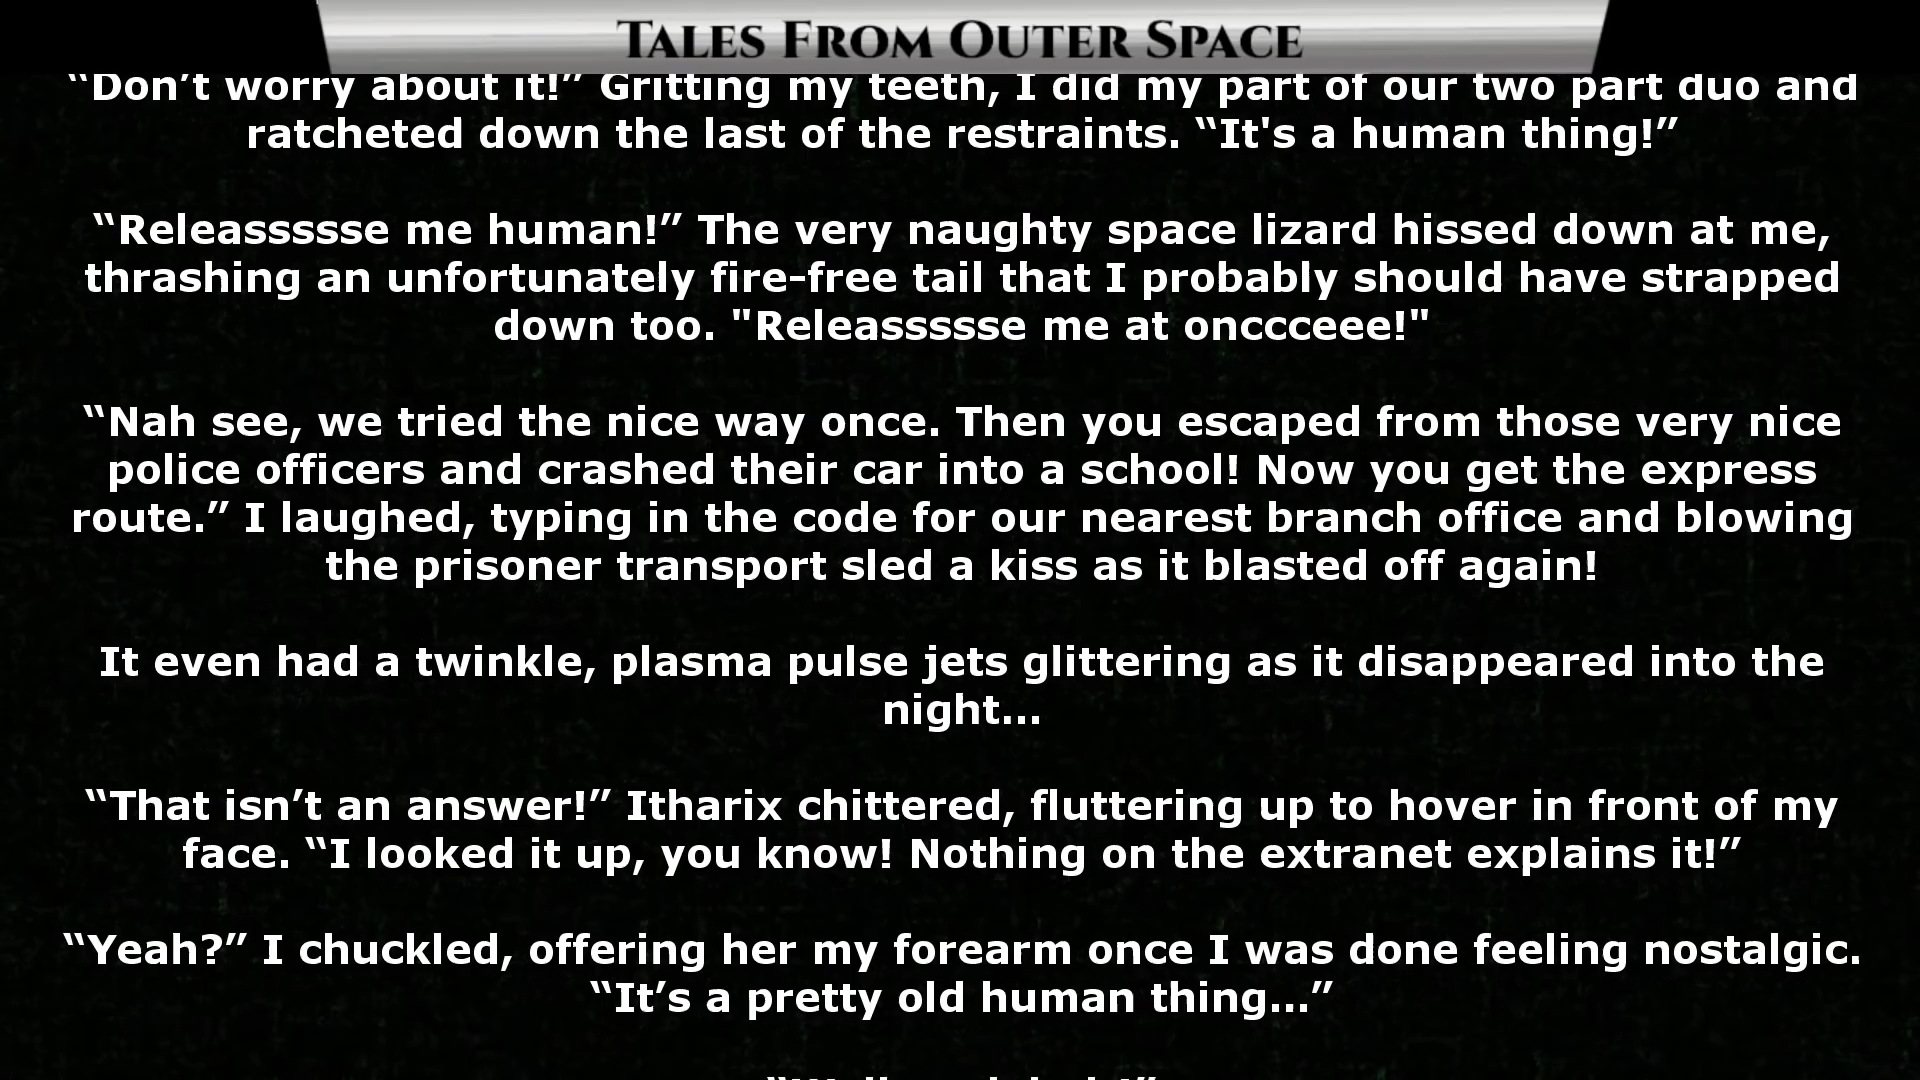 Tales From Outer Space
“Don’t worry about it!” Gritting my teeth, I did my part of our two part duo and
ratcheted down the last of the restraints. “It's a human thing!”
“Releassssse me human!” The very naughty space lizard hissed down at me,
thrashing an unfortunately fire-free tail that I probably should have strapped
down too. "Releassssse me at oncccceee!"
“Nah see, we tried the nice way once. Then you escaped from those very nice
police officers and crashed their car into a school! Now you get the express
route.” I laughed, typing in the code for our nearest branch office and blowing
the prisoner transport sled a kiss as it blasted off again!
It even had a twinkle, plasma pulse jets glittering as it disappeared into the
night...
“That isn’t an answer!” Itharix chittered, fluttering up to hover in front of my
face. “I looked it up, you know! Nothing on the extranet explains it!”
“Yeah?” I chuckled, offering her my forearm once I was done feeling nostalgic.
“It’s a pretty old human thing...”